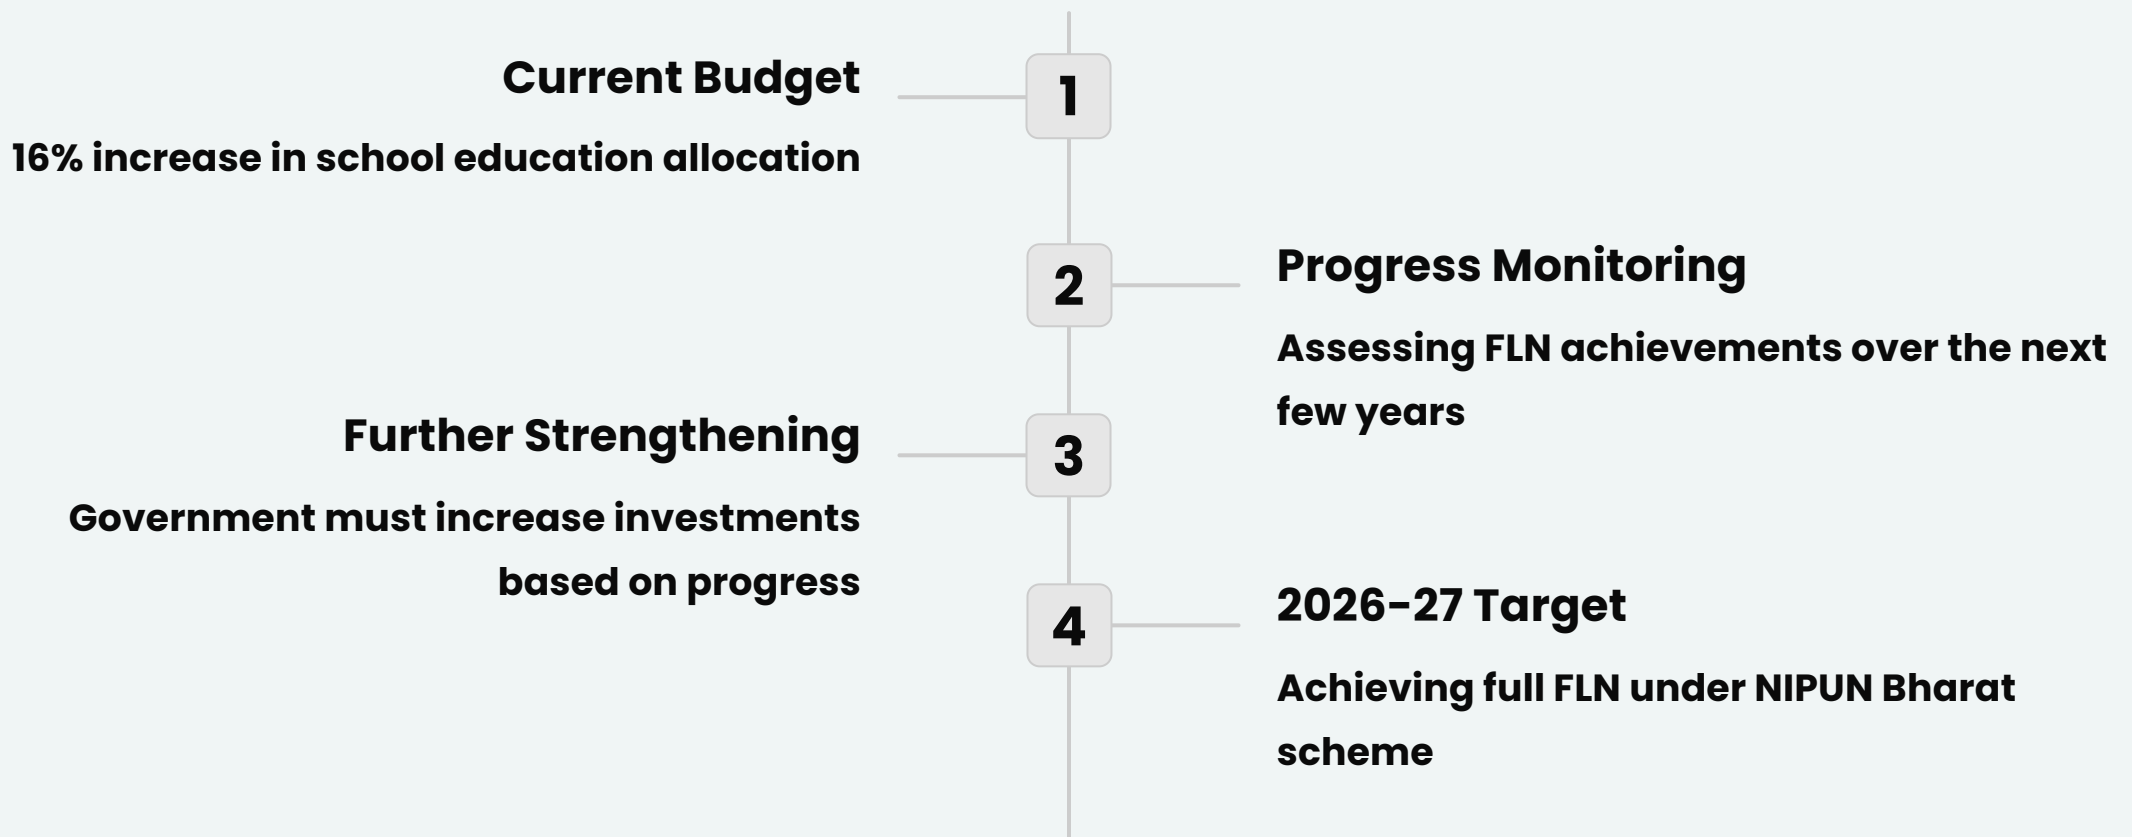 1
Current Budget
16% increase in school education allocation
2
Progress Monitoring
Assessing FLN achievements over the next
few years
3
Further Strengthening
Government must increase investments
based on progress
4
2026-27 Target
Achieving full FLN under NIPUN Bharat
scheme